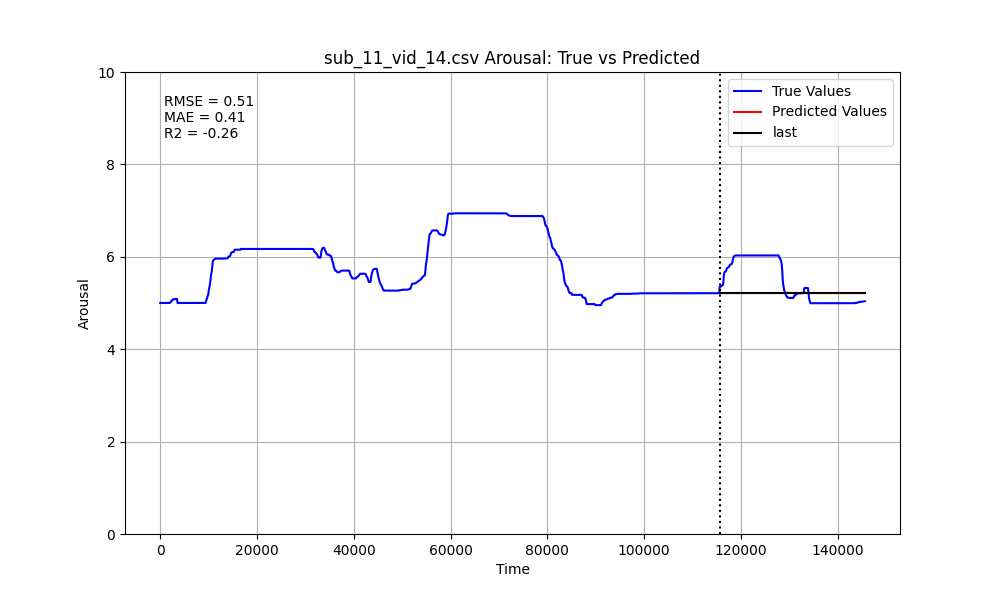 sub_11_vid_14.csv Arousal: True vs Predicted
RMSE = 0.51
MAE = 0.41
R2 = -0.26
True Values
Predicted Values
last
Arousal
10
8
6
4
2
0
0
20000
40000
60000
80000
100000
120000
140000
Time